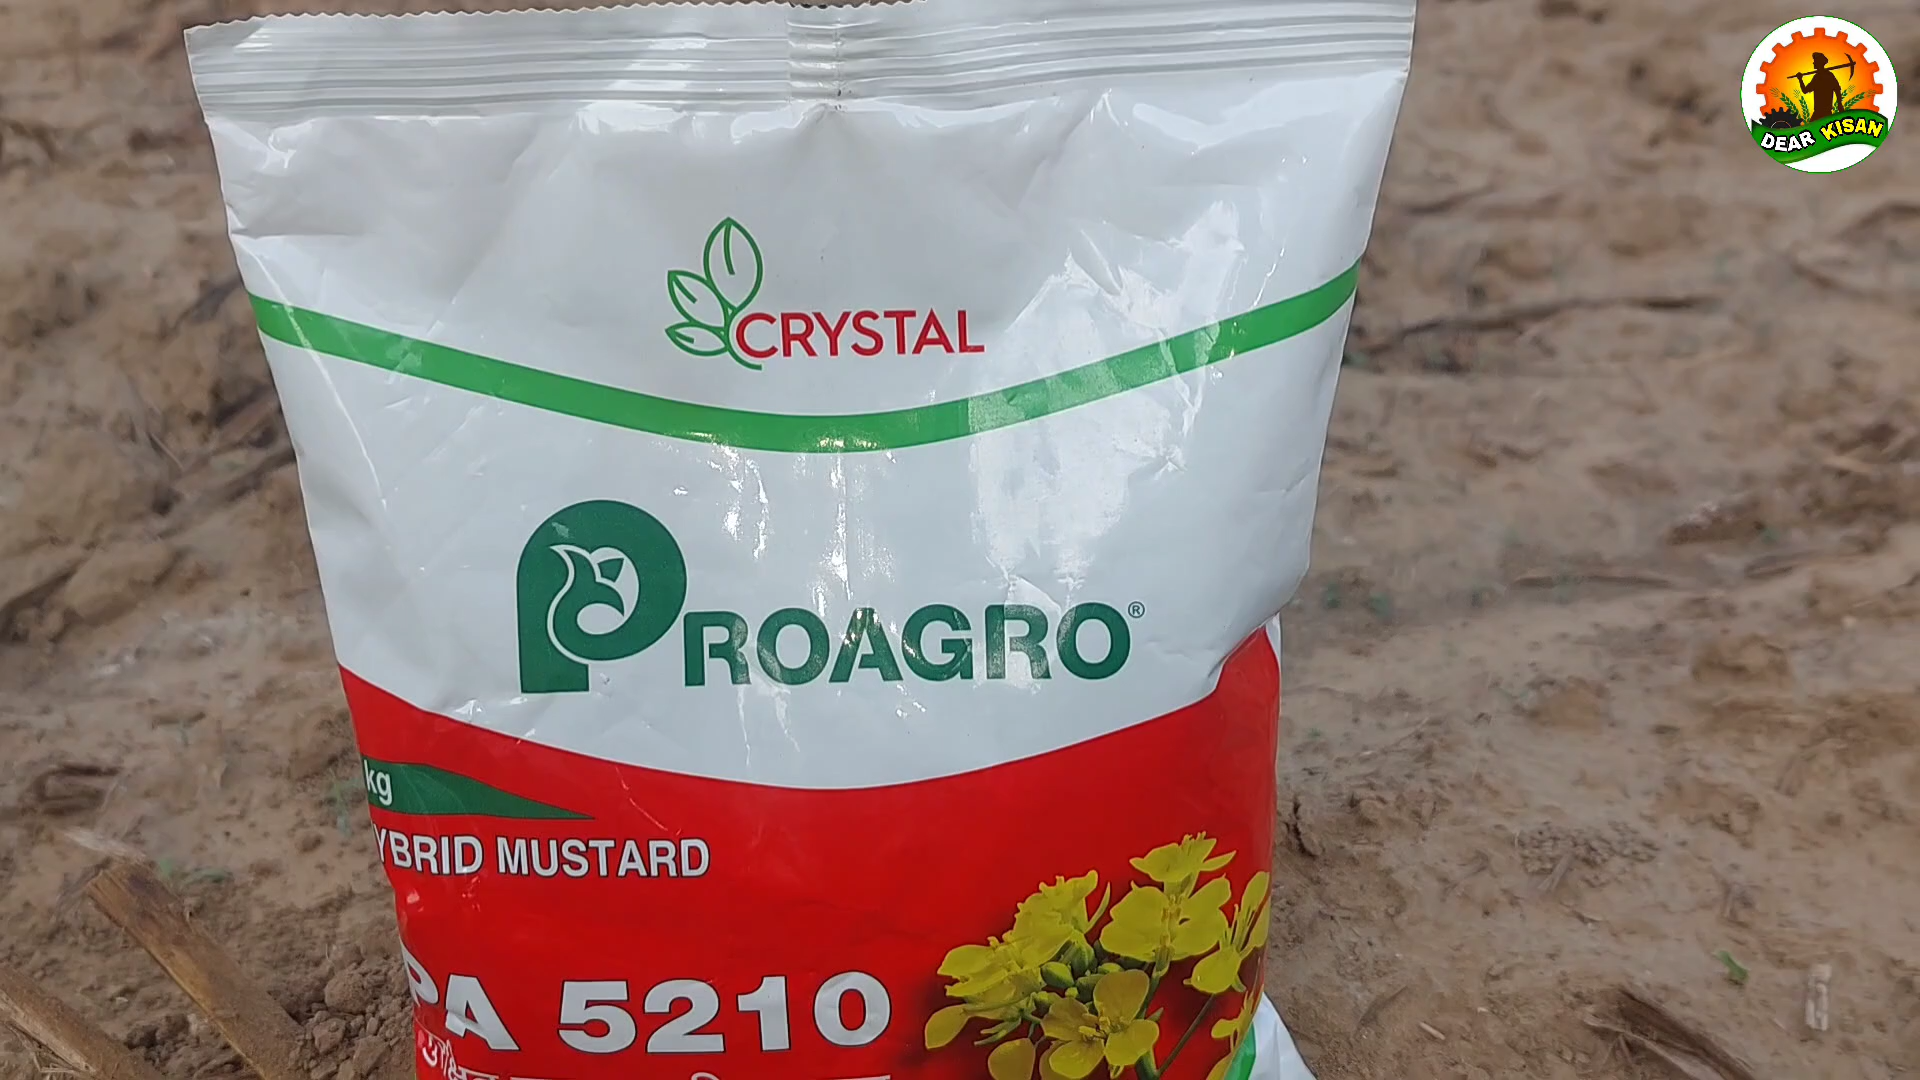 DEAR KISAN
CRYSTAL
PROAGRO®
kg
YBRID MUSTARD
PA 5210